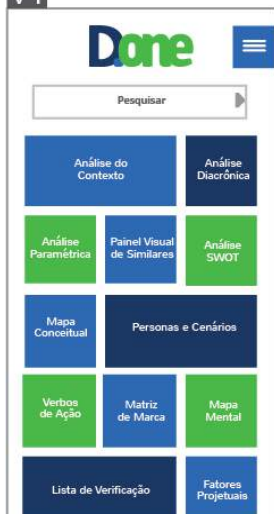 D.one
Pesquisar
Análise do
Contexto
Análise
Diacrônica
Análise
Paramétrica
Painel Visual
de Similares
Análise
SWOT
Mapa
Conceitual
Personas e Cenários
Verbos
de Ação
Matriz
de Marca
Mapa
Mental
Lista de Verificação
Fatores
Projetuais